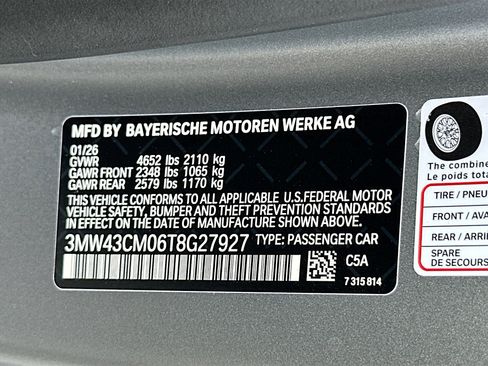 MFD BY BAYERISCHE MOTOREN WERKE AG
01/26
GVWR 4652 lbs 2110 kg
GAWR FRONT 2348 lbs 1065 kg
GAWR REAR 2579 lbs 1170 kg
THIS VEHICLE CONFORMS TO ALL APPLICABLE U.S.FEDERAL MOTOR
VEHICLE SAFETY, BUMPER AND THEFT PREVENTION STANDARDS
IN EFFECT ON THE DATE OF MANUFACTURE SHOWN ABOVE.
3MW43CM06T8G27927 TYPE: PASSENGER CAR
C5A
7 315 814
The combine
Le poids tota
TIRE / PNEU
FRONT / AVA
REAR / ARRI
SPARE
DE SECOURS